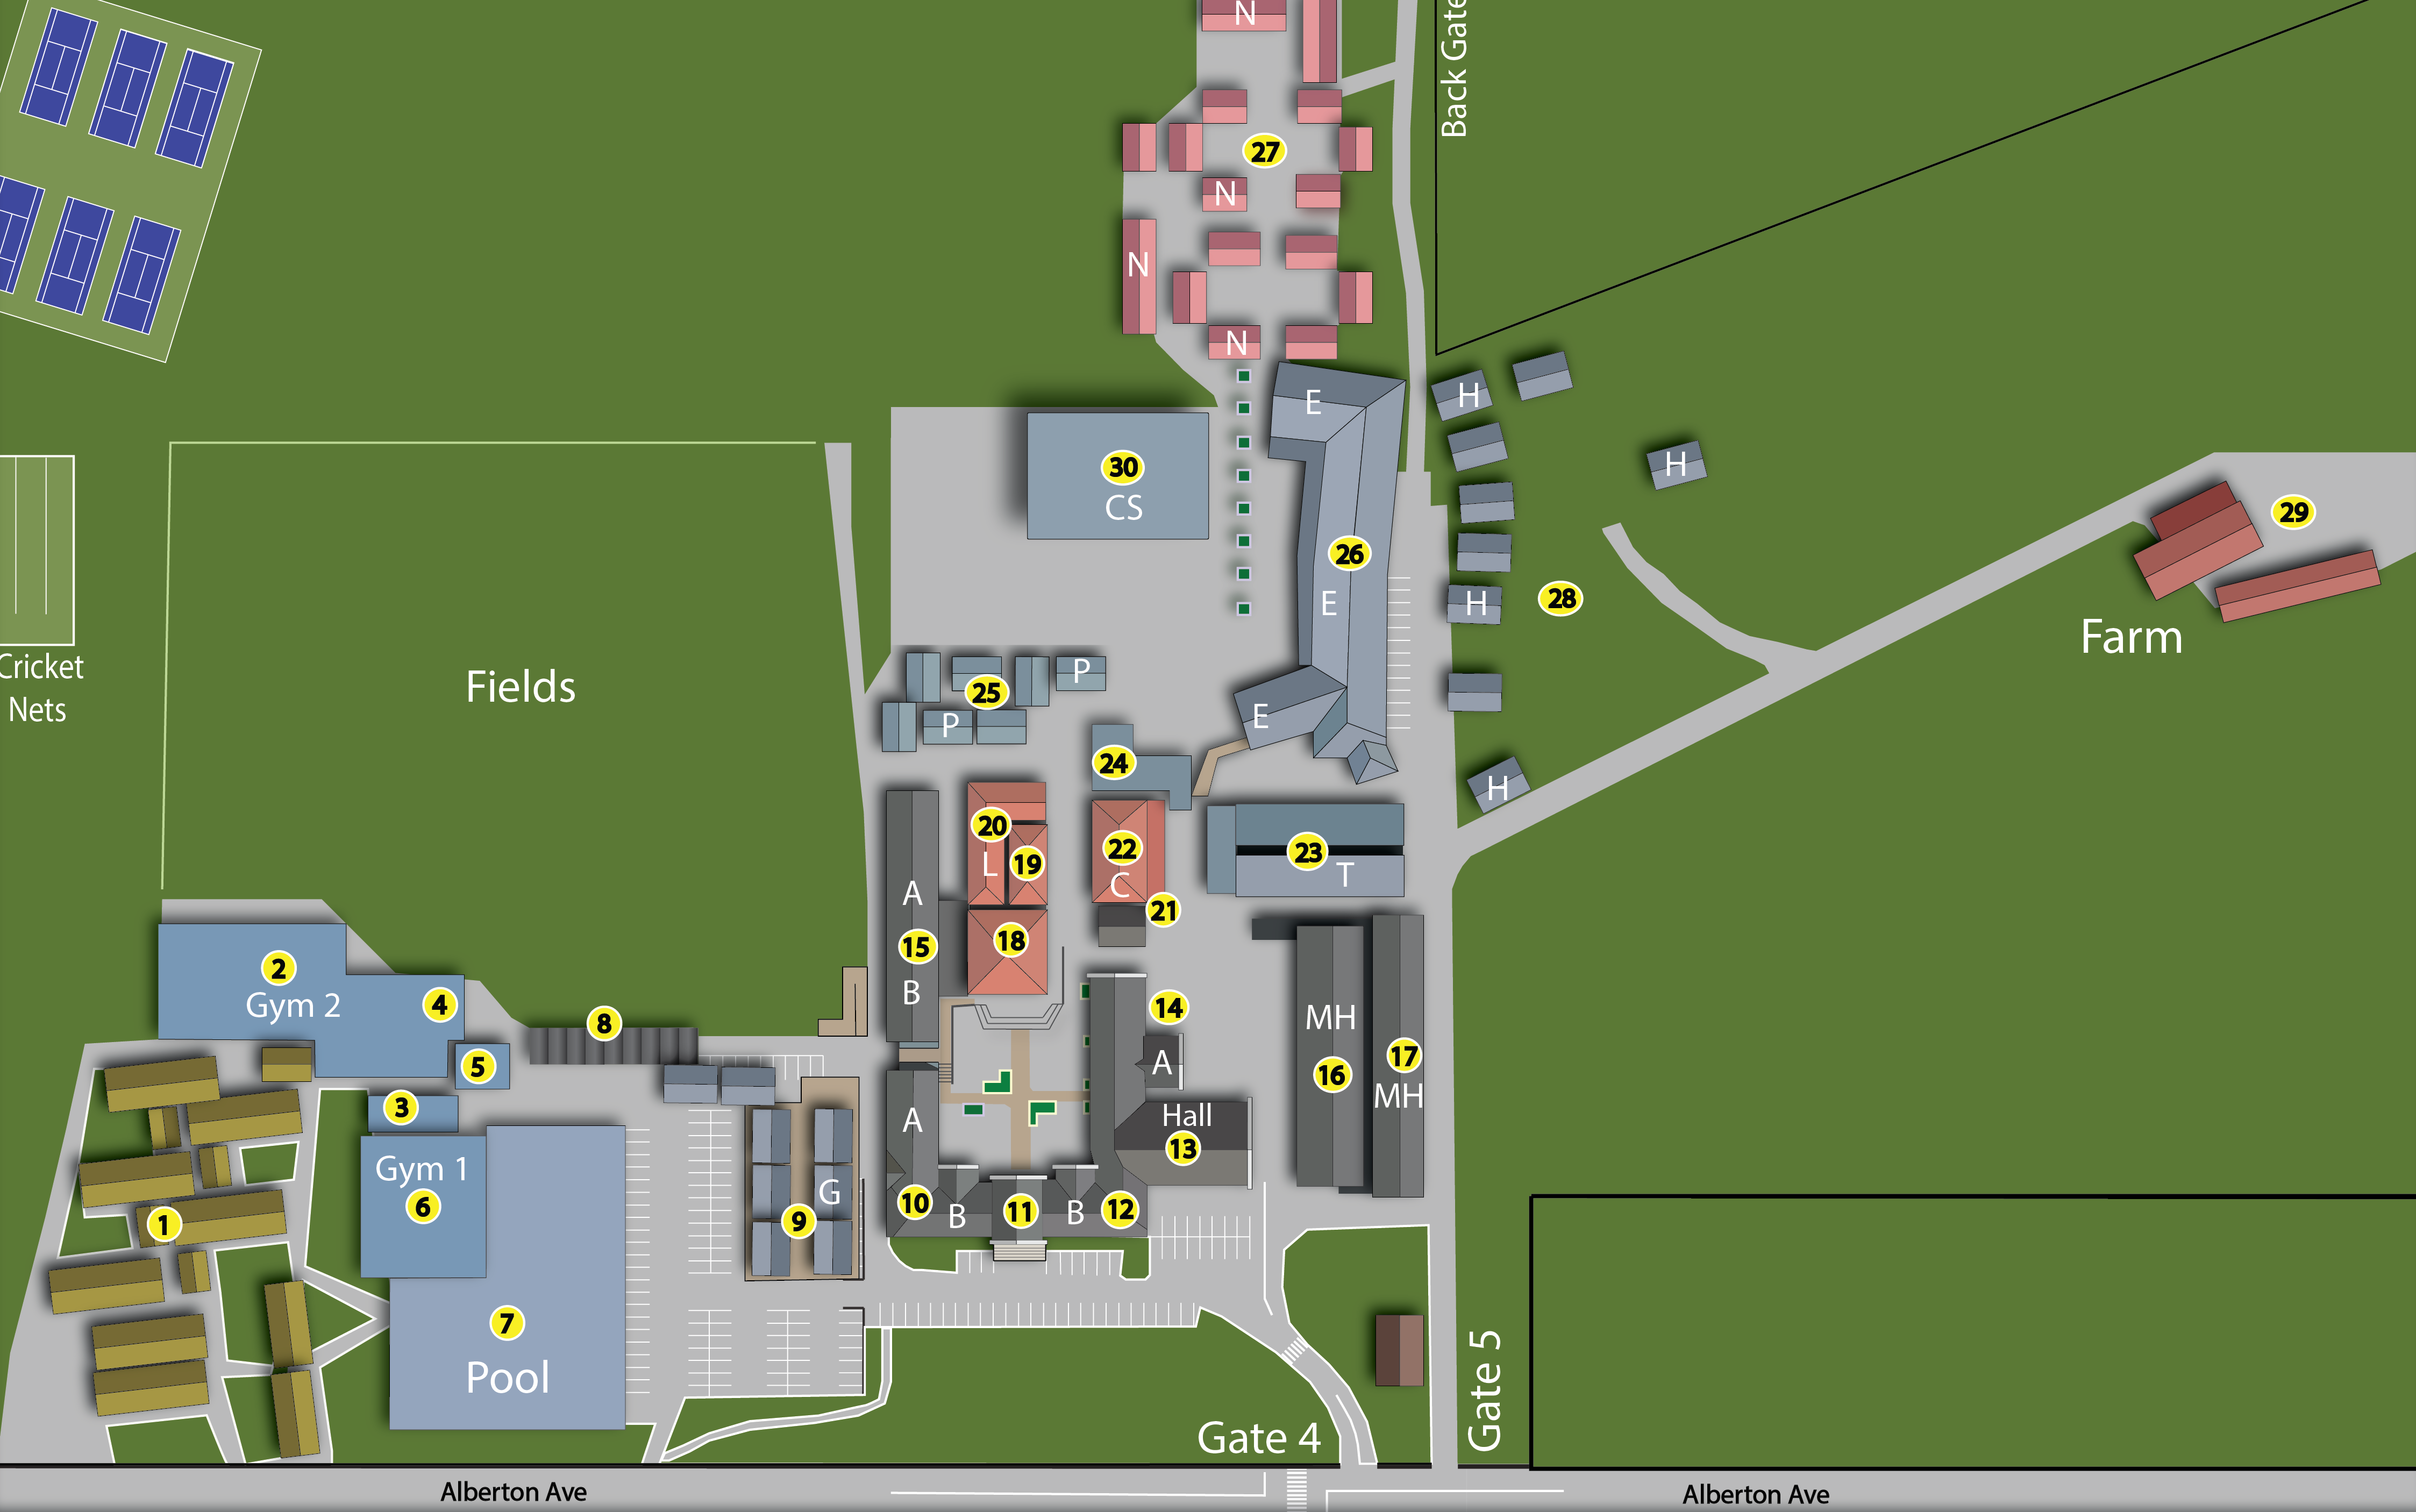 N
Back Gate
27
N
N
N
E
H
H
30
CS
26
29
E
H
28
Farm
Cricket
Nets
Fields
P
25
P
E
24
H
20
L
19
22
C
23
T
A
15
B
18
21
2
Gym 2
4
8
14
MH
16
17
MH
5
3
A
A
Hall
13
Gym 1
6
1
9
G
10
B
11
B
12
7
Pool
Gate 4
Gate 5
Alberton Ave
Alberton Ave